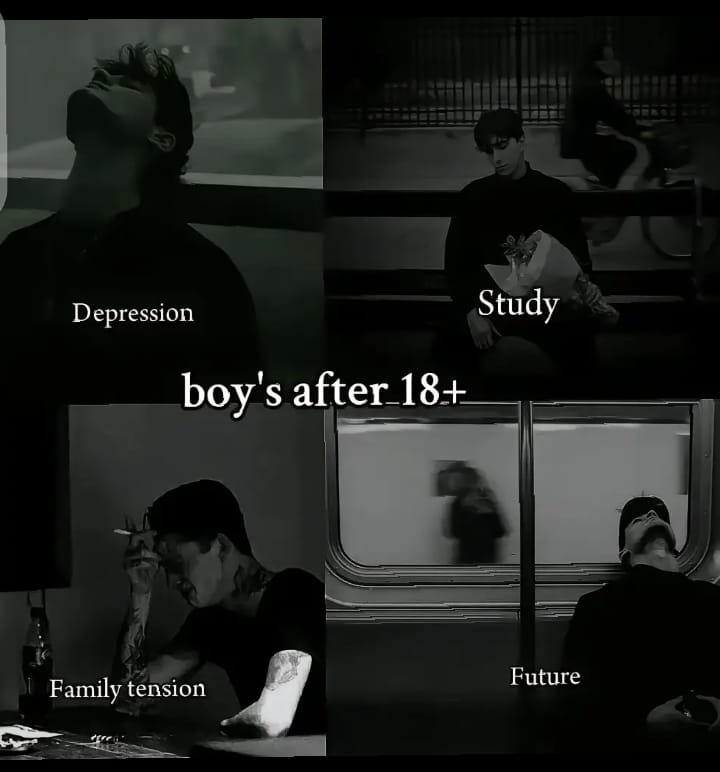 Depression
Study
boy's after 18+
Family tension
Future